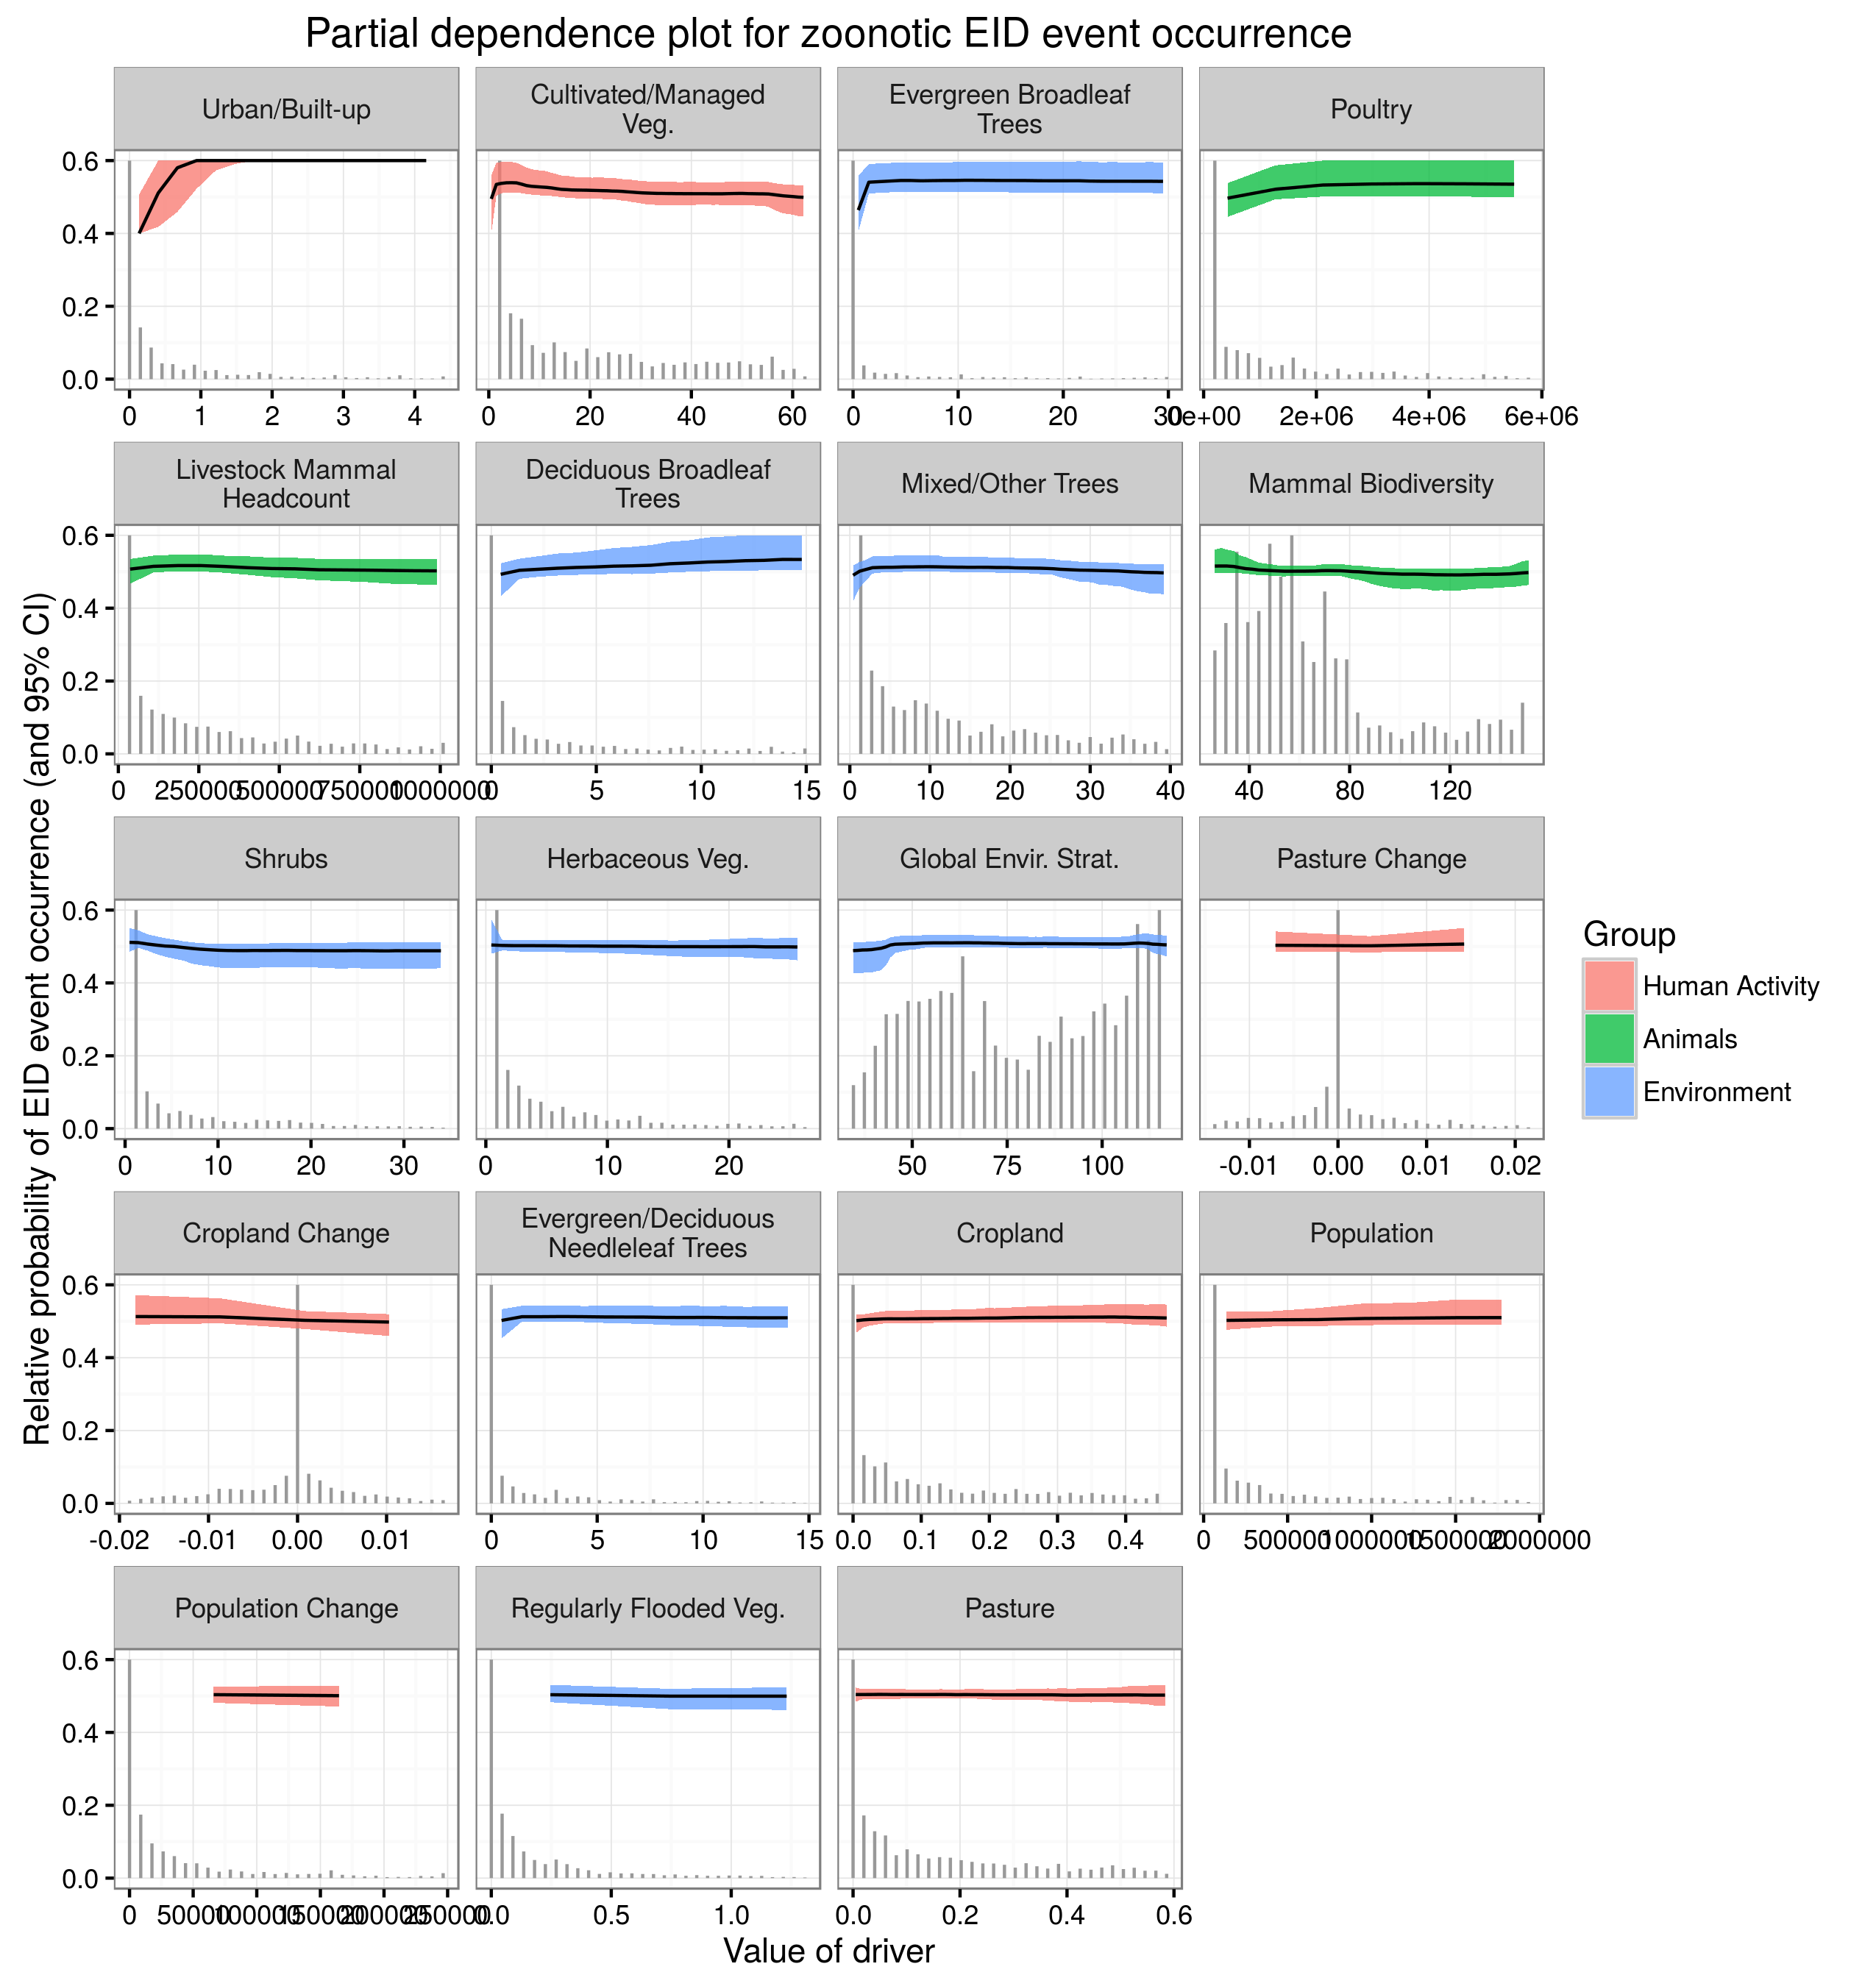 Partial dependence plot for zoonotic EID event occurrence
Relative probability of EID event occurrence (and 95% CI)
Urban/Built-up
Cultivated/Managed
Veg.
Evergreen Broadleaf
Trees
Poultry
0.6
0.4
0.2
0.0
0 1 2 3 4
0 20 40 60
0 10 20 30
0e+00 2e+06 4e+06 6e+06
Livestock Mammal
Headcount
Deciduous Broadleaf
Trees
Mixed/Other Trees
Mammal Biodiversity
0.6
0.4
0.2
0.0
0 250000 500000 750000 1000000
0 5 10 15
0 10 20 30 40
40 80 120
Shrubs
Herbaceous Veg.
Global Envir. Strat.
Pasture Change
0.6
0.4
0.2
0.0
0 10 20 30
0 10 20
50 75 100
-0.01 0.00 0.01 0.02
Cropland Change
Evergreen/Deciduous
Needleleaf Trees
Cropland
Population
0.6
0.4
0.2
0.0
-0.02 -0.01 0.00 0.01
0 5 10 15
0.0 0.1 0.2 0.3 0.4
0 500000 1000000 1500000 2000000
Population Change
Regularly Flooded Veg.
Pasture
0.6
0.4
0.2
0.0
0 50000 100000 150000 200000 250000
0.0 0.5 1.0
0.0 0.2 0.4 0.6
Value of driver
Group
Human Activity
Animals
Environment